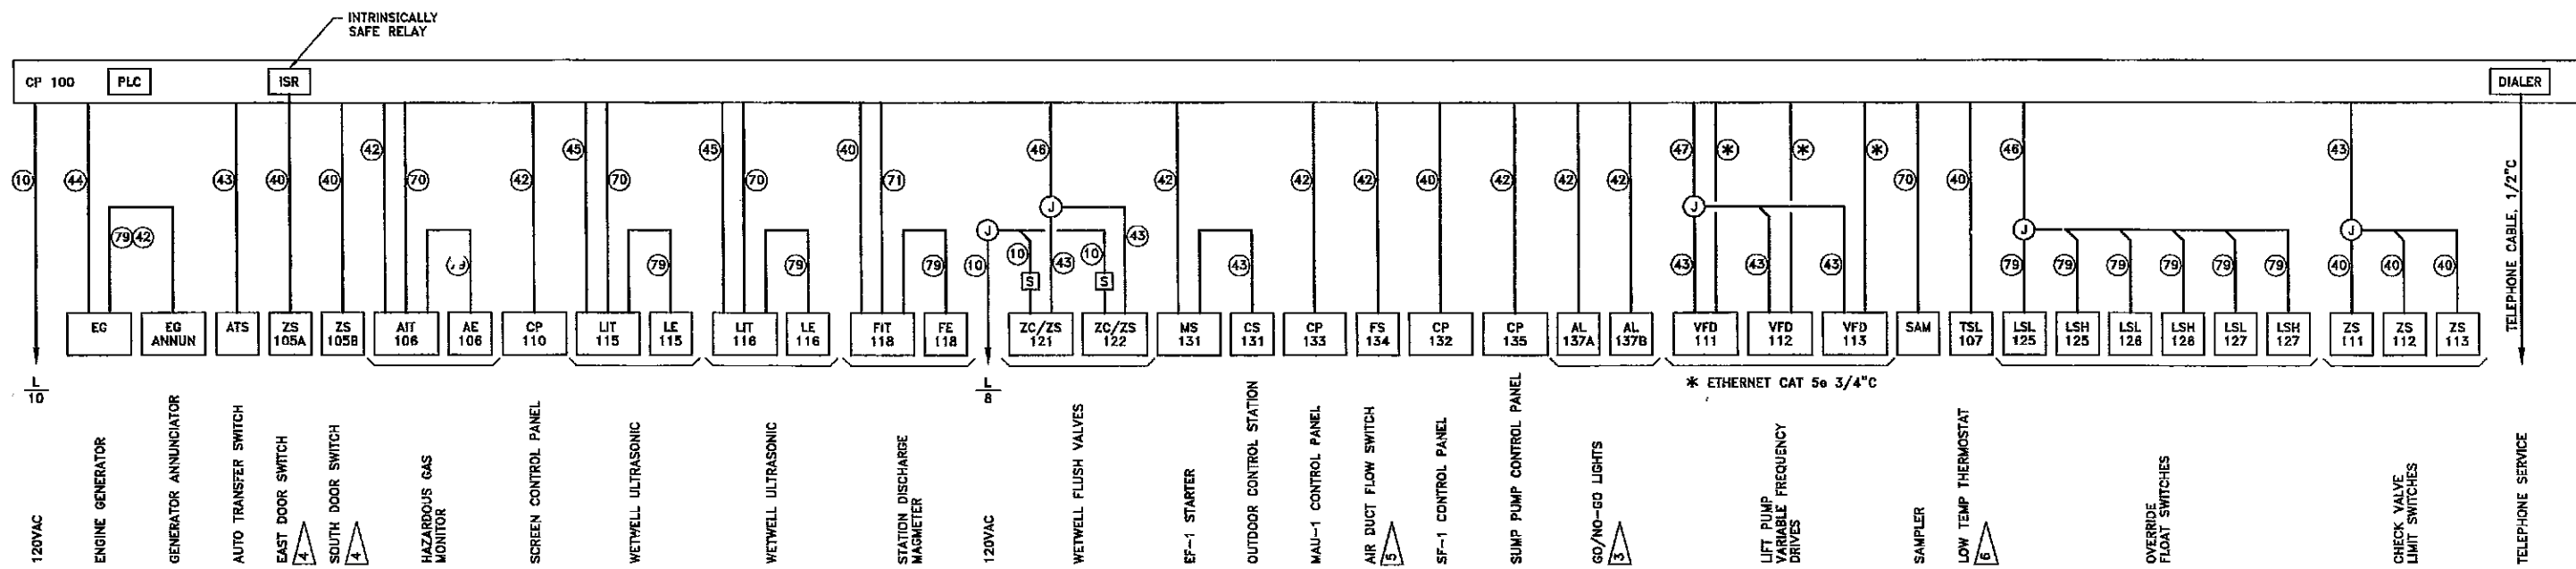 INTRINSICALLY
SAFE RELAY
CP 100
PLC
ISR
DIALER
42
45
45
40
46
47
*
*
*
46
43
10
44
43
40
40
70
42
70
70
71
42
42
42
40
42
42
42
70
40
TELEPHONE CABLE, 1/2"C
J
J
J
J
J
79 42
79
79
79
10
10
43
10
43
43
43
43
43
79
79
79
79
79
79
40
40
40
S
S
EG
EG
ANNUN
ATS
ZS
105A
ZS
105B
AIT
106
AE
106
CP
110
LIT
115
LE
115
LIT
116
LE
116
FIT
118
FE
118
ZC/ZS
121
ZC/ZS
122
MS
131
CS
131
CP
133
FS
134
CP
132
CP
135
AL
137A
AL
137B
VFD
111
VFD
112
VFD
113
SAM
TSL
107
LSL
125
LSH
125
LSL
126
LSH
126
LSL
127
LSH
127
ZS
111
ZS
112
ZS
113
L
10
L
8
* ETHERNET CAT 5e 3/4"C
120VAC
ENGINE GENERATOR
GENERATOR ANNUNCIATOR
AUTO TRANSFER SWITCH
EAST DOOR SWITCH
4
SOUTH DOOR SWITCH
4
HAZARDOUS GAS
MONITOR
SCREEN CONTROL PANEL
WETWELL ULTRASONIC
WETWELL ULTRASONIC
STATION DISCHARGE
MAGMETER
120VAC
WETWELL FLUSH VALVES
EF-1 STARTER
OUTDOOR CONTROL STATION
MAU-1 CONTROL PANEL
AIR DUCT FLOW SWITCH
5
SF-1 CONTROL PANEL
SUMP PUMP CONTROL PANEL
GO/NO-GO LIGHTS
3
LIFT PUMP
VARIABLE FREQUENCY
DRIVES
SAMPLER
LOW TEMP THERMOSTAT
6
OVERRIDE
FLOAT SWITCHES
CHECK VALVE
LIMIT SWITCHES
TELEPHONE SERVICE